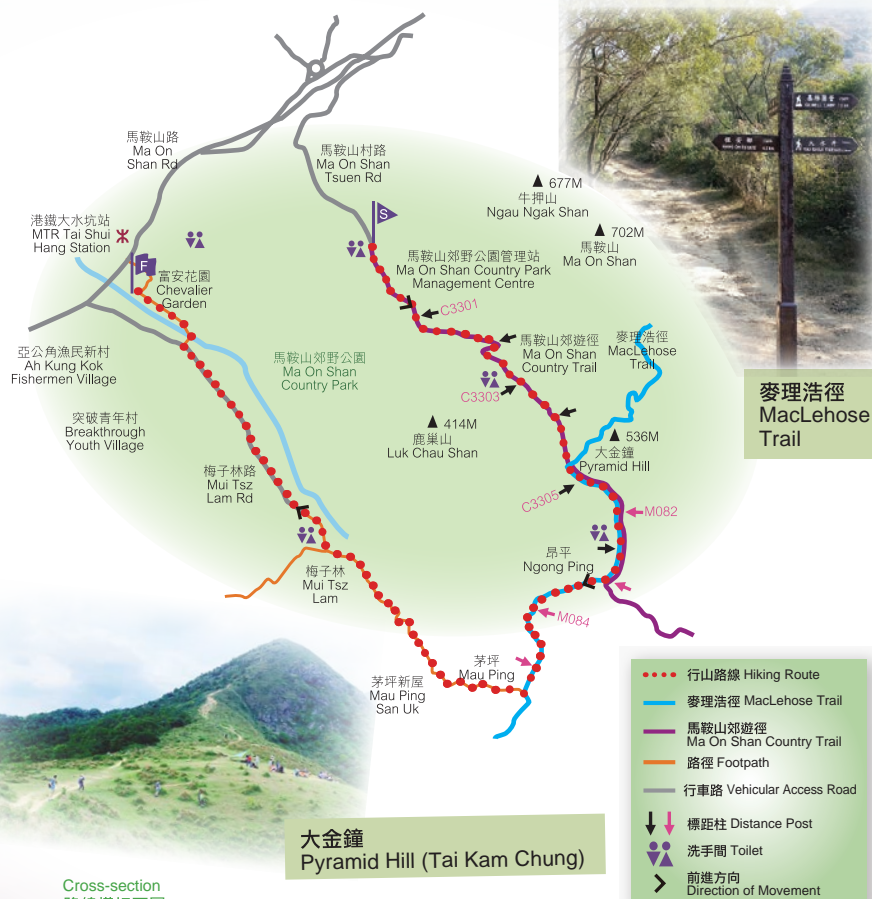 馬鞍山路
Ma On
Shan Rd
馬鞍山村路
Ma On Shan
Tsuen Rd
677M
牛押山
Ngau Ngak Shan
702M
馬鞍山
Ma On Shan
港鐵大水坑站
MTR Tai Shui
Hang Station
S
F
富安花園
Chevalier
Garden
馬鞍山郊野公園管理站
Ma On Shan Country Park
Management Centre
C3301
馬鞍山郊遊徑
Ma On Shan
Country Trail
麥理浩徑
MacLehose
Trail
麥理浩徑
MacLehose
Trail
亞公角漁民新村
Ah Kung Kok
Fishermen Village
馬鞍山郊野公園
Ma On Shan
Country Park
C3303
突破青年村
Breakthrough
Youth Village
414M
鹿巢山
Luk Chau Shan
536M
大金鐘
Pyramid Hill
梅子林路
Mui Tsz
Lam Rd
C3305
M082
昂平
Ngong Ping
梅子林
Mui Tsz
Lam
M084
茅坪
Mau Ping
茅坪新屋
Mau Ping
San Uk
行山路線 Hiking Route
麥理浩徑 MacLehose Trail
馬鞍山郊遊徑
Ma On Shan Country Trail
路徑 Footpath
行車路 Vehicular Access Road
標距柱 Distance Post
洗手間 Toilet
前進方向
Direction of Movement
大金鐘
Pyramid Hill (Tai Kam Chung)
Cross-section